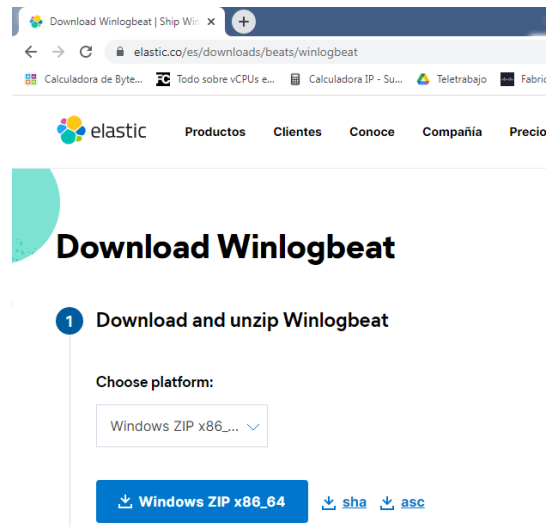 Download Winlogbeat | Ship Win
elastic.co/es/downloads/beats/winlogbeat
Calculadora de Byte... Todo sobre vCPUs e... Calculadora IP - Su... Teletrabajo Fabric
elastic Productos Clientes Conoce Compañía Precio
Download Winlogbeat
1 Download and unzip Winlogbeat
Choose platform:
Windows ZIP x86_...
Windows ZIP x86_64 sha asc